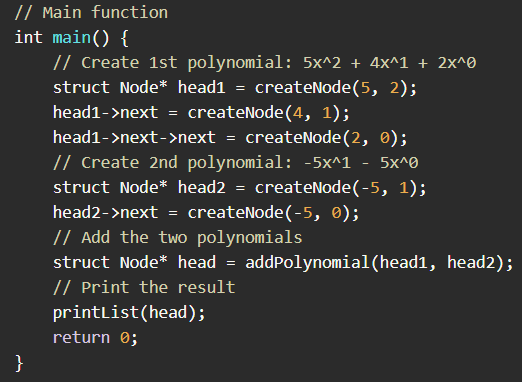 // Main function
int main() {
    // Create 1st polynomial: 5x^2 + 4x^1 + 2x^0
    struct Node* head1 = createNode(5, 2);
    head1->next = createNode(4, 1);
    head1->next->next = createNode(2, 0);
    // Create 2nd polynomial: -5x^1 - 5x^0
    struct Node* head2 = createNode(-5, 1);
    head2->next = createNode(-5, 0);
    // Add the two polynomials
    struct Node* head = addPolynomial(head1, head2);
    // Print the result
    printList(head);
    return 0;
}